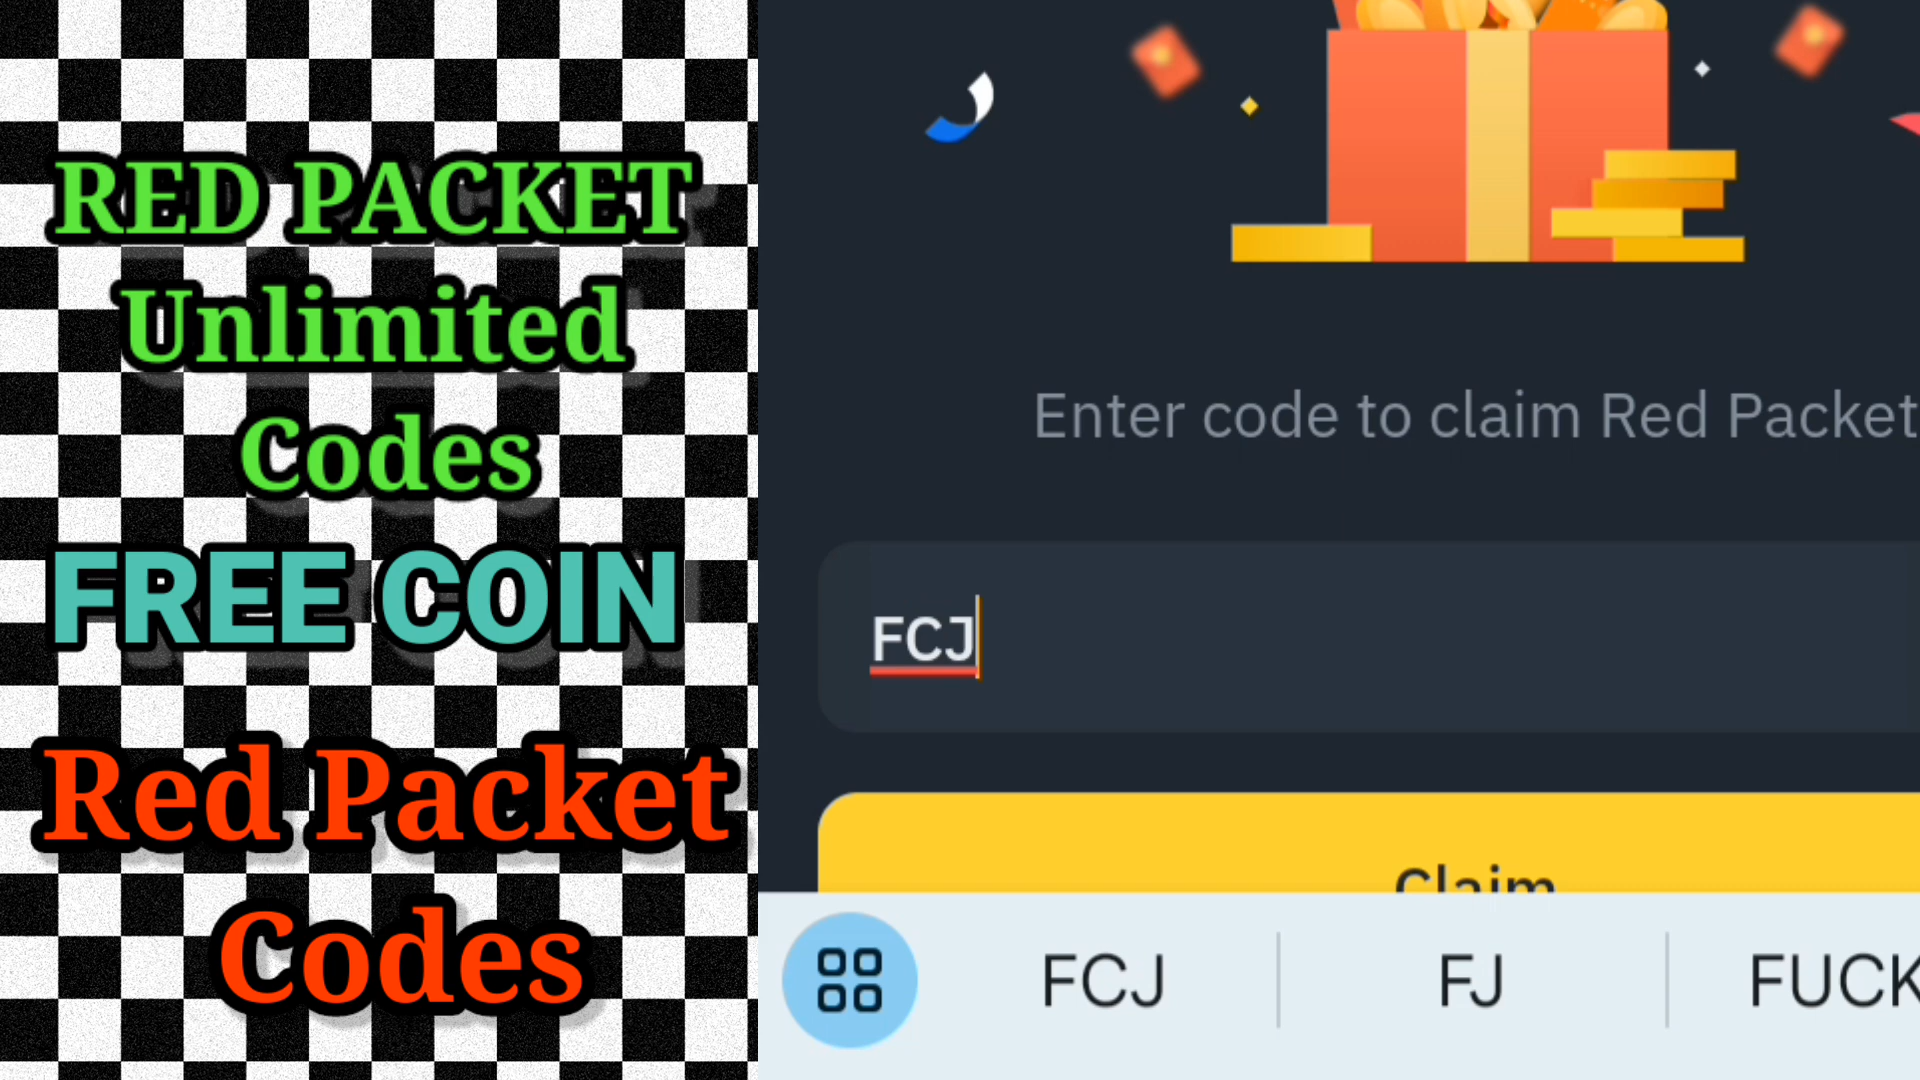 RED PACKET
Unlimited
Codes
FREE COIN
Red Packet
Codes
Enter code to claim Red Packet
FCJ
Claim
FCJ FJ FUCK